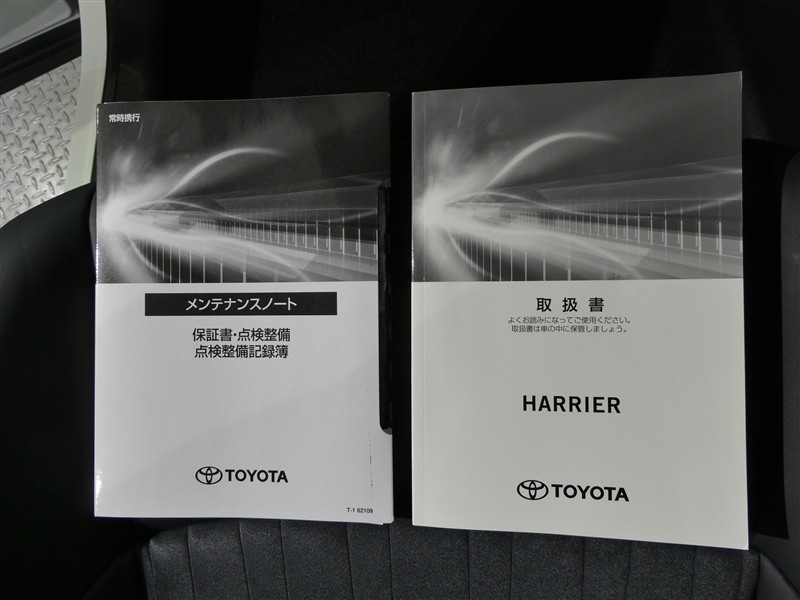 常時携行
メンテナンスノート
保証書・点検整備
点検整備記録簿
TOYOTA
T-1 62109
取扱書
よくお読みになってご使用ください。
取扱書は車の中に保管しましょう。
HARRIER
TOYOTA